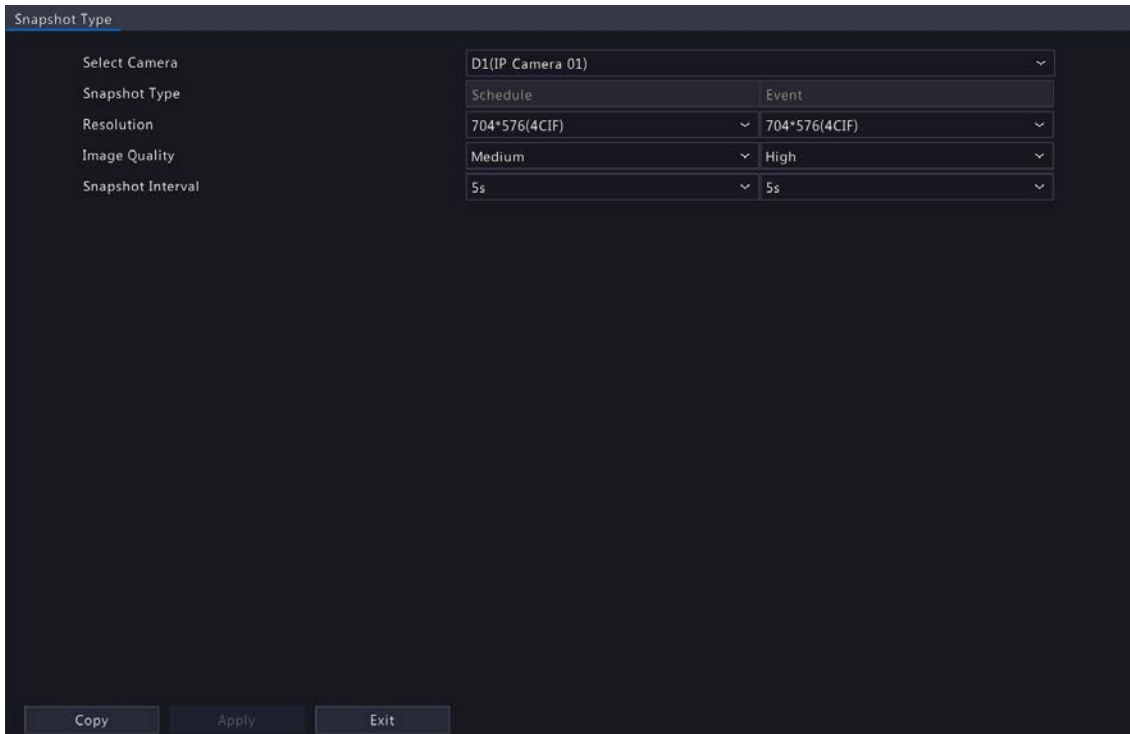 Snapshot Type
Select Camera D1(IP Camera 01)
Snapshot Type Schedule Event
Resolution 704*576(4CIF) 704*576(4CIF)
Image Quality Medium High
Snapshot Interval 5s 5s
Copy Apply Exit